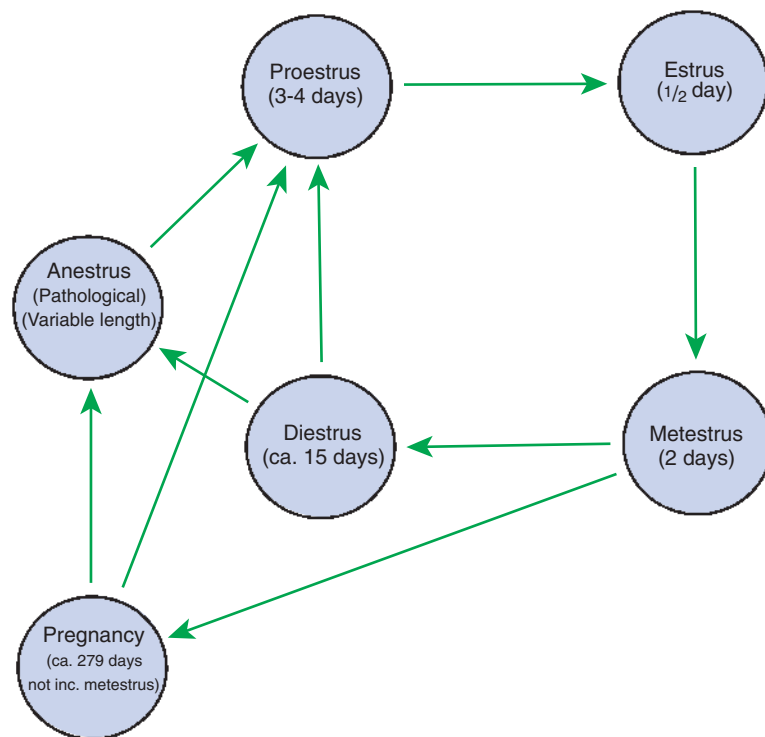 Proestrus
(3-4 days)
Estrus
(1/2 day)
Anestrus
(Pathological)
(Variable length)
Diestrus
(ca. 15 days)
Metestrus
(2 days)
Pregnancy
(ca. 279 days
not inc. metestrus)